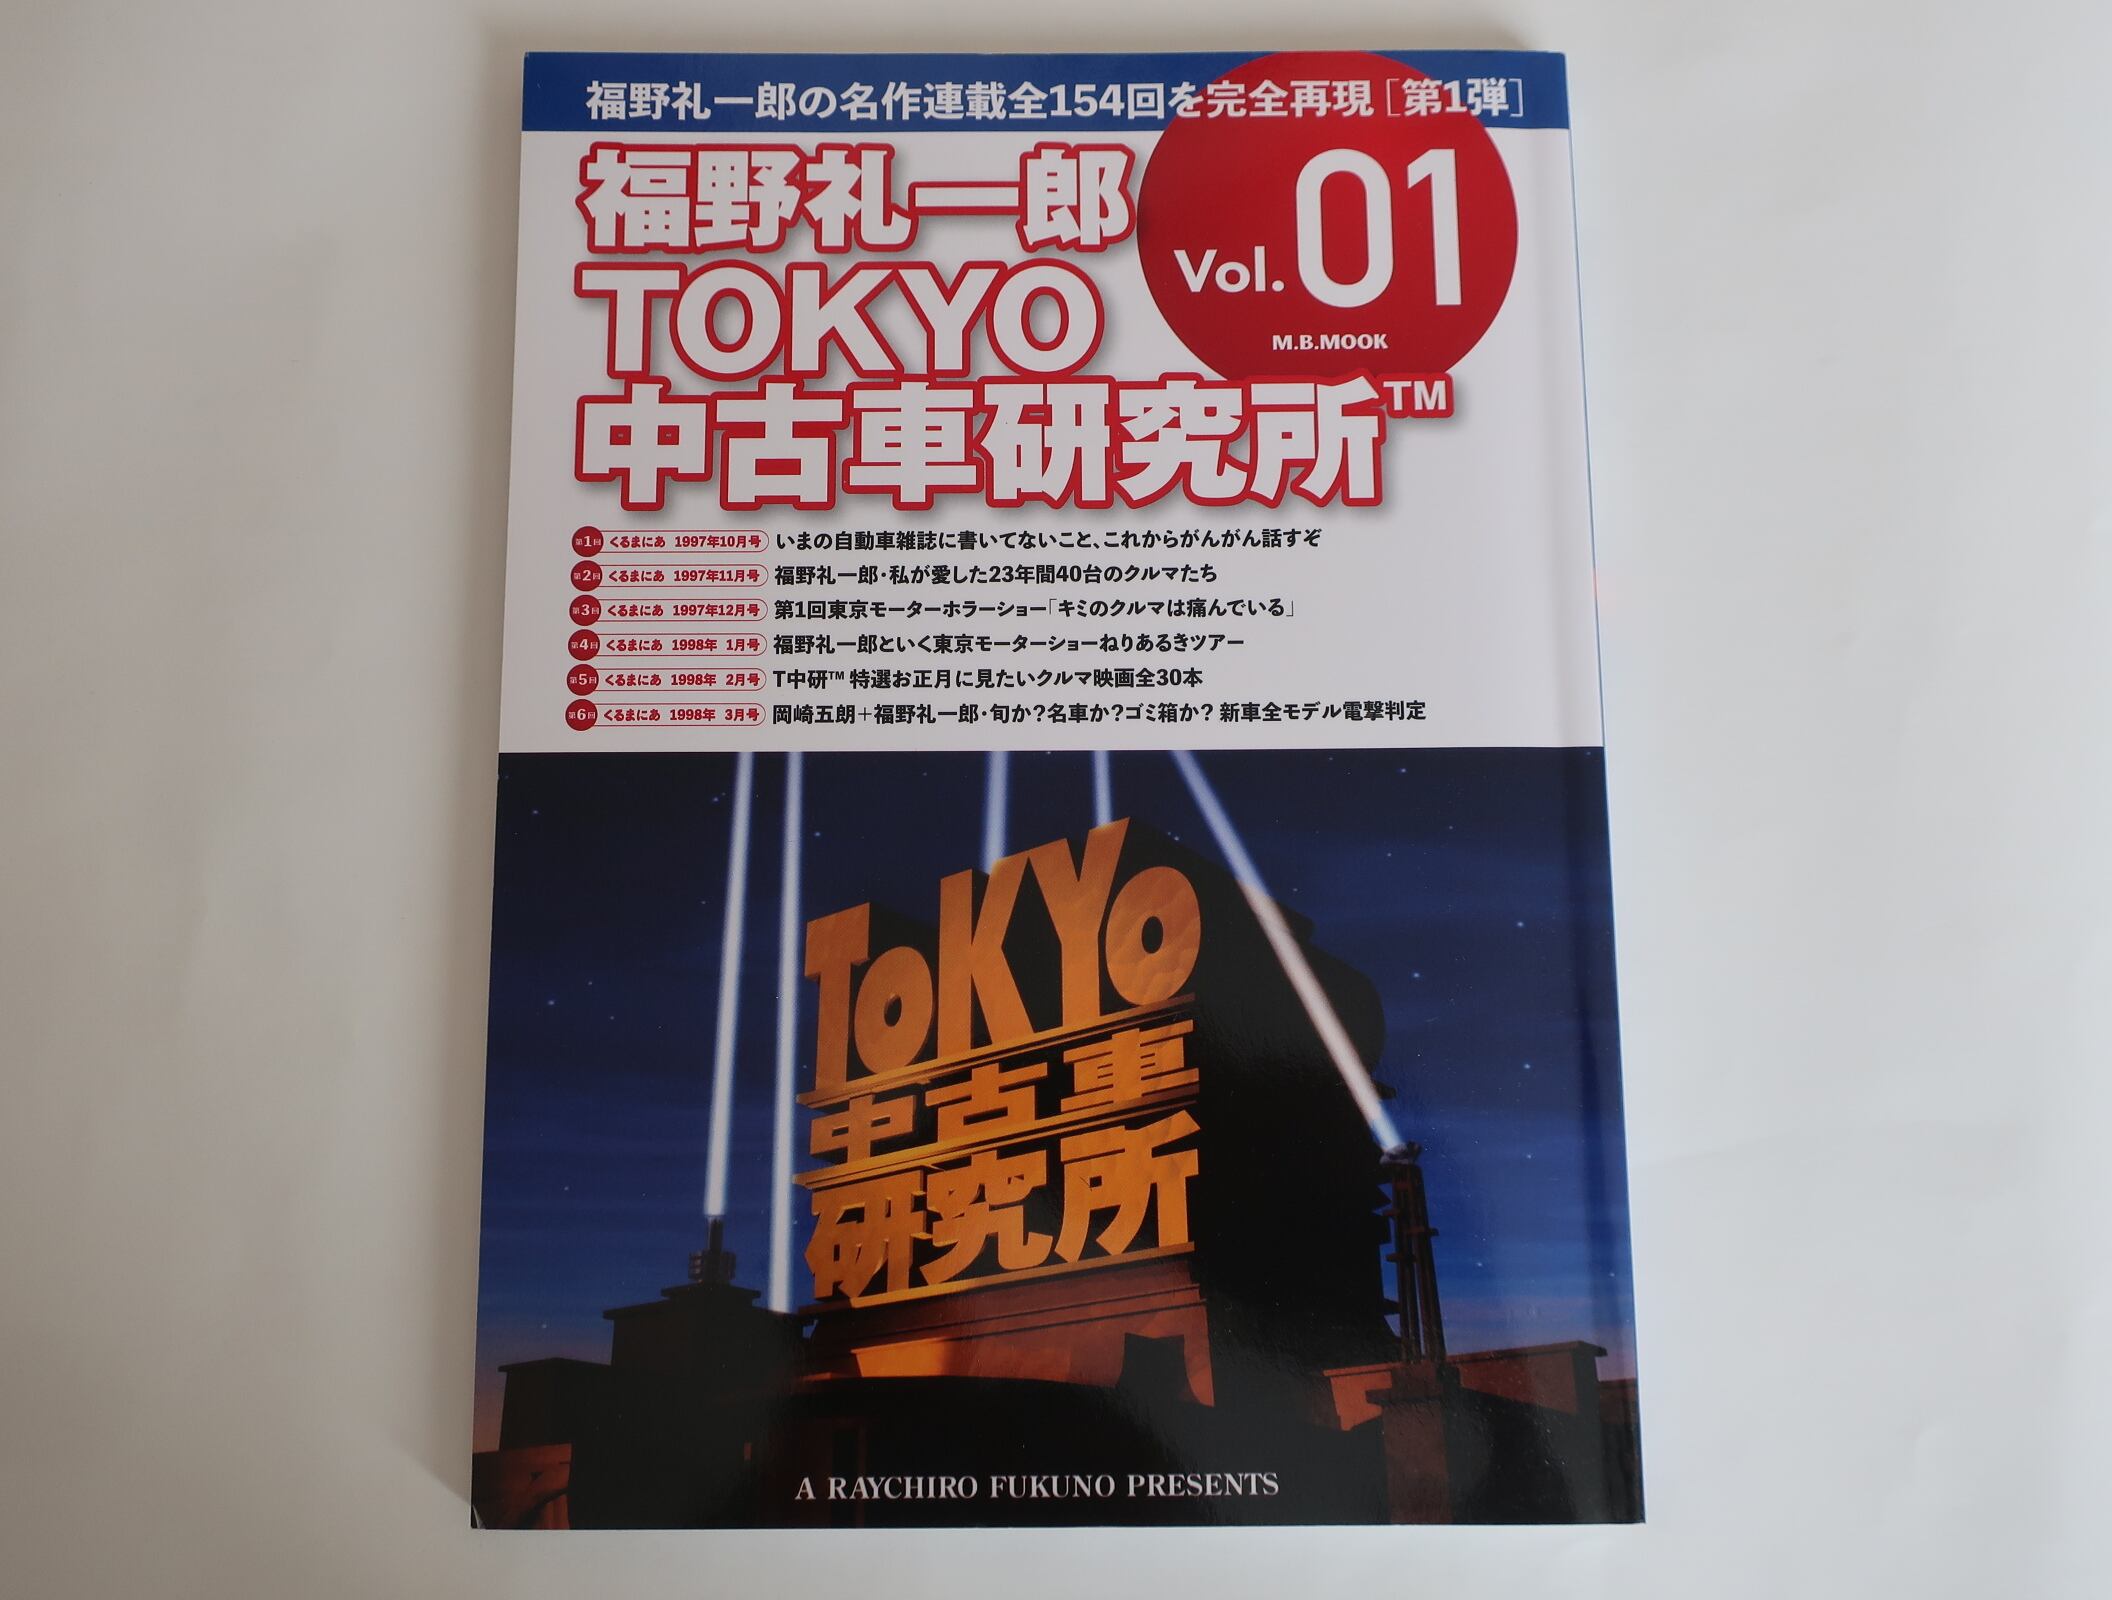 福野礼一郎の名作連載全154回を完全再現［第1弾］
福野礼一郎
TOKYO
中古車研究所™
Vol.01
M.B.MOOK
第1回 くるまにあ 1997年10月号 いまの自動車雑誌に書いてないこと、これからがんがん話すぞ
第2回 くるまにあ 1997年11月号 福野礼一郎・私が愛した23年間40台のクルマたち
第3回 くるまにあ 1997年12月号 第1回東京モーターホラーショー「キミのクルマは痛んでいる」
第4回 くるまにあ 1998年 1月号 福野礼一郎といく東京モーターショーねりあるきツアー
第5回 くるまにあ 1998年 2月号 T中研™ 特選お正月に見たいクルマ映画全30本
第6回 くるまにあ 1998年 3月号 岡崎五朗＋福野礼一郎・旬か？名車か？ゴミ箱か？ 新車全モデル電撃判定
TOKYO
中古車
研究所
A RAYCHIRO FUKUNO PRESENTS